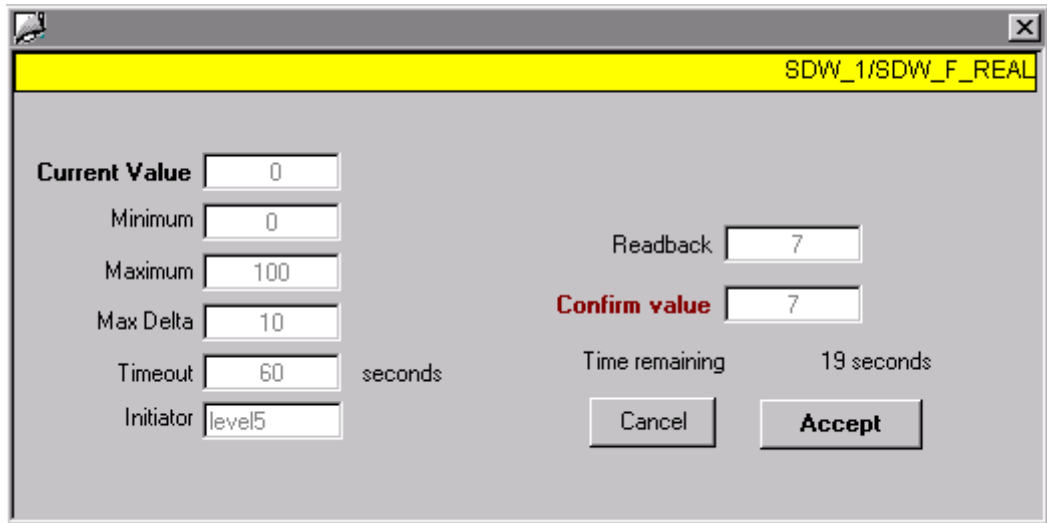 SDW_1/SDW_F_REAL
Current Value 0
Minimum 0
Maximum 100
Max Delta 10
Timeout 60 seconds
Initiator level5
Readback 7
Confirm value 7
Time remaining 19 seconds
Cancel Accept